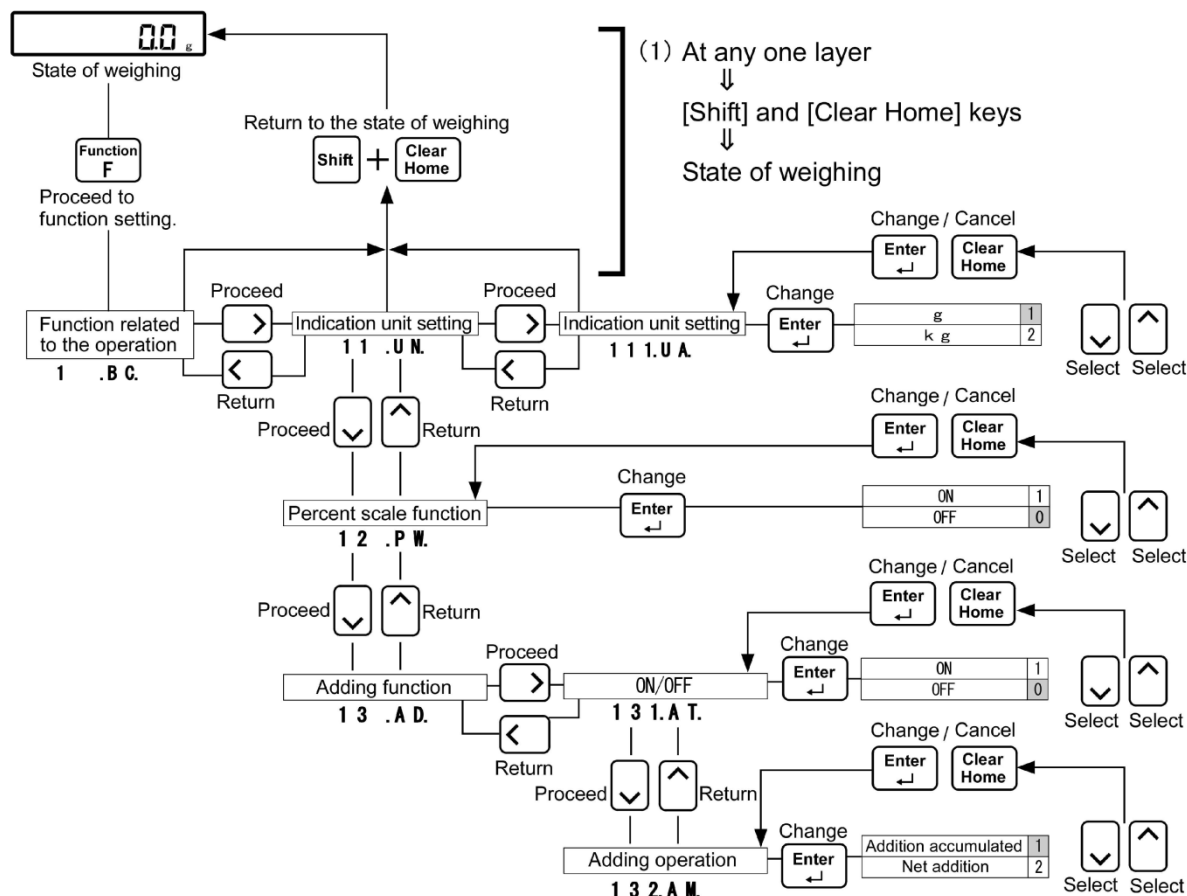 0.0 g
State of weighing
Function
F
Proceed to
function setting.
Return to the state of weighing
Shift + Clear
Home
(1) At any one layer
⇓
[Shift] and [Clear Home] keys
⇓
State of weighing
Change / Cancel
Enter
Clear
Home
Function related
to the operation
1 .B C.
Proceed
>
<
Return
Indication unit setting
1 1 .U N.
Proceed
>
<
Return
Indication unit setting
1 1 1.U A.
Change
Enter
g 1
k g 2
Select Select
Proceed Return
Change / Cancel
Enter
Clear
Home
Percent scale function
1 2 .P W.
Change
Enter
ON 1
OFF 0
Select Select
Proceed Return
Change / Cancel
Enter
Clear
Home
Adding function
1 3 .A D.
Proceed
>
<
Return
ON/OFF
1 3 1.A T.
Change
Enter
ON 1
OFF 0
Select Select
Proceed Return
Change / Cancel
Enter
Clear
Home
Adding operation
1 3 2.A M.
Change
Enter
Addition accumulated 1
Net addition 2
Select Select